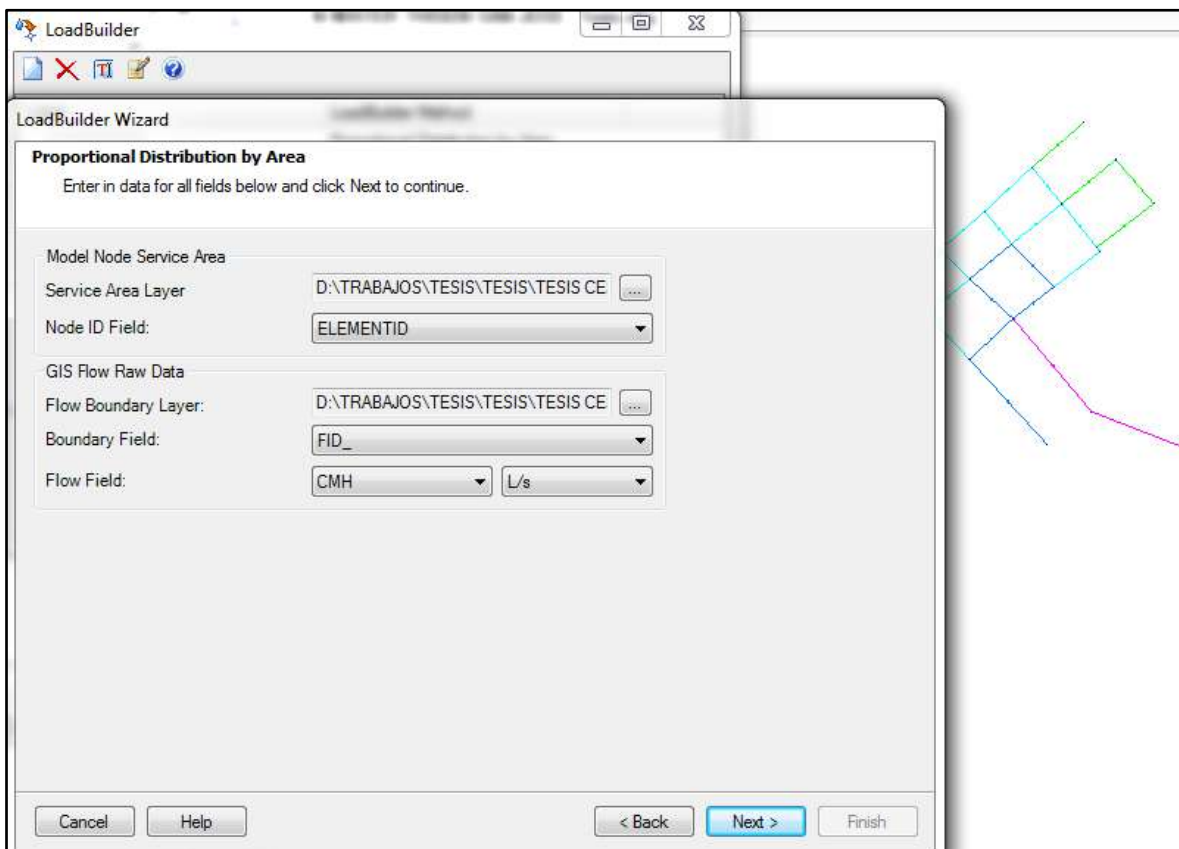 LoadBuilder
LoadBuilder Wizard
Proportional Distribution by Area
Enter in data for all fields below and click Next to continue.
Model Node Service Area
Service Area Layer D:\TRABAJOS\TESIS\TESIS\TESIS CE ...
Node ID Field: ELEMENTID
GIS Flow Raw Data
Flow Boundary Layer: D:\TRABAJOS\TESIS\TESIS\TESIS CE ...
Boundary Field: FID_
Flow Field: CMH L/s
Cancel Help < Back Next > Finish